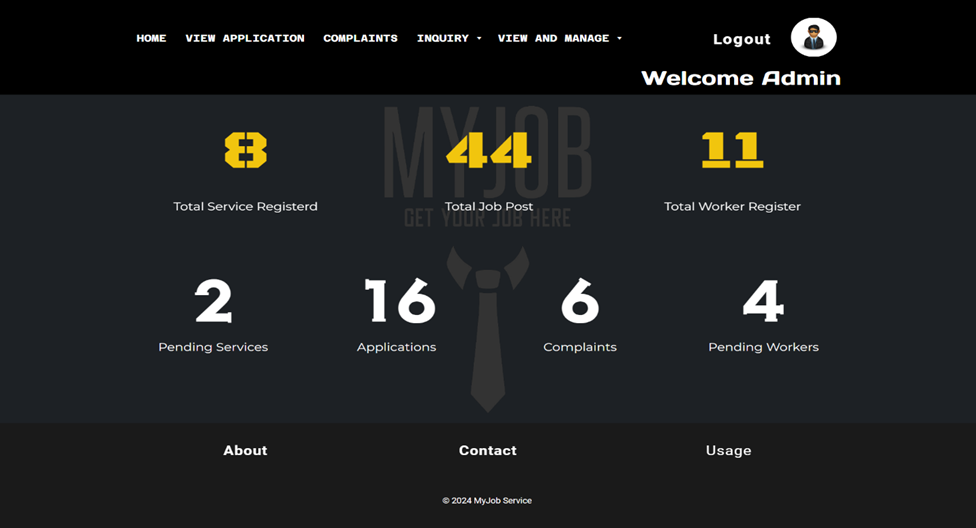 HOME VIEW APPLICATION COMPLAINTS INQUIRY VIEW AND MANAGE Logout
Welcome Admin
MYJOB
GET YOUR JOB HERE
8 44 11
Total Service Registerd Total Job Post Total Worker Register
2 16 6 4
Pending Services Applications Complaints Pending Workers
About Contact Usage
© 2024 MyJob Service